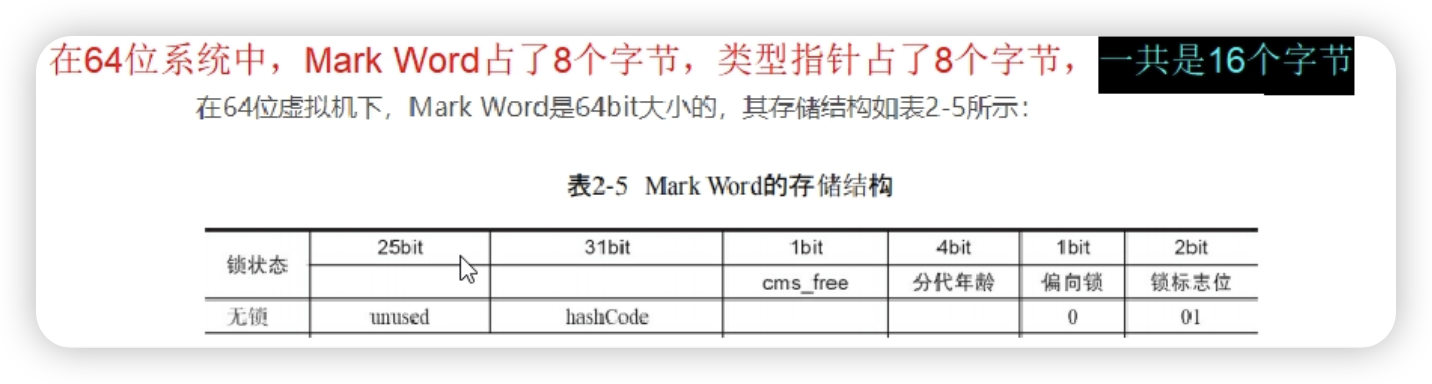 在64位系统中，Mark Word占了8个字节，类型指针占了8个字节，一共是16个字节
在64位虚拟机下，Mark Word是64bit大小的，其存储结构如表2-5所示：
表2-5 Mark Word的存储结构
锁状态 25bit 31bit 1bit 4bit 1bit 2bit
cms_free 分代年龄 偏向锁 锁标志位
无锁 unused hashCode 0 01